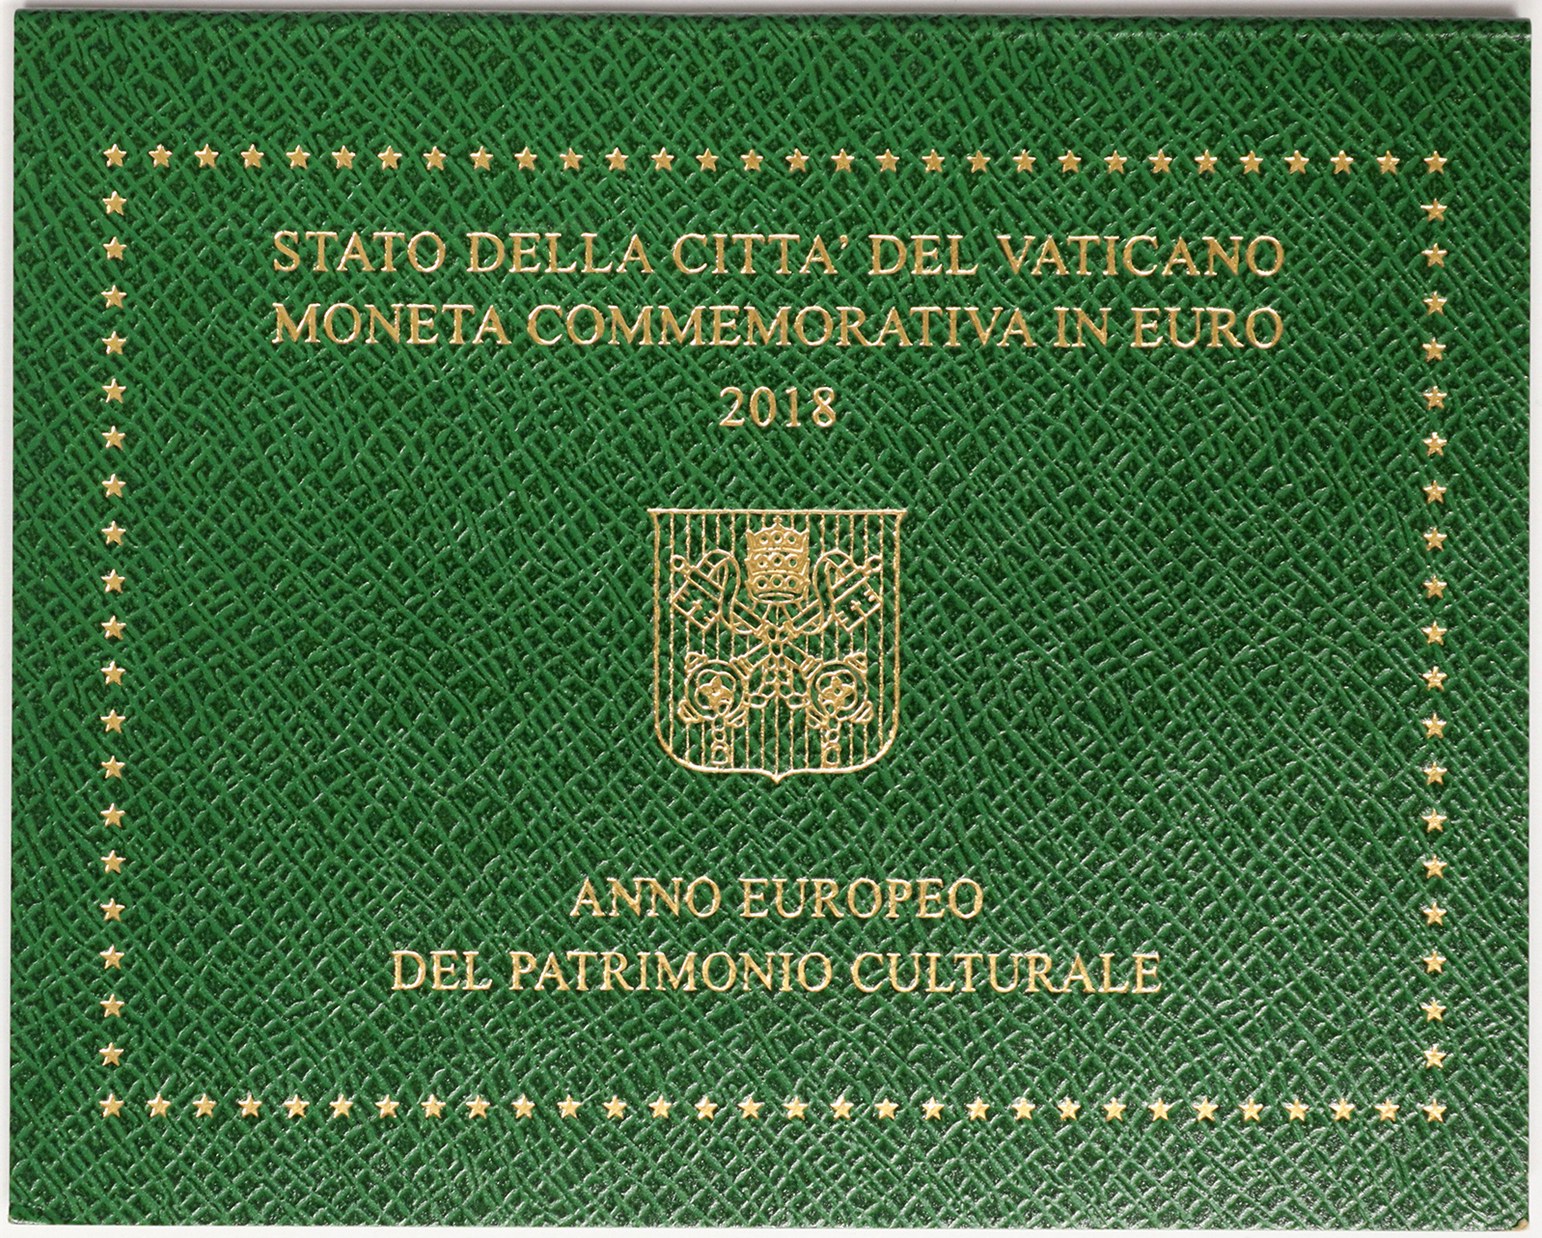 STATO DELLA CITTA' DEL VATICANO
MONETA COMMEMORATIVA IN EURO
2018
ANNO EUROPEO
DEL PATRIMONIO CULTURALE